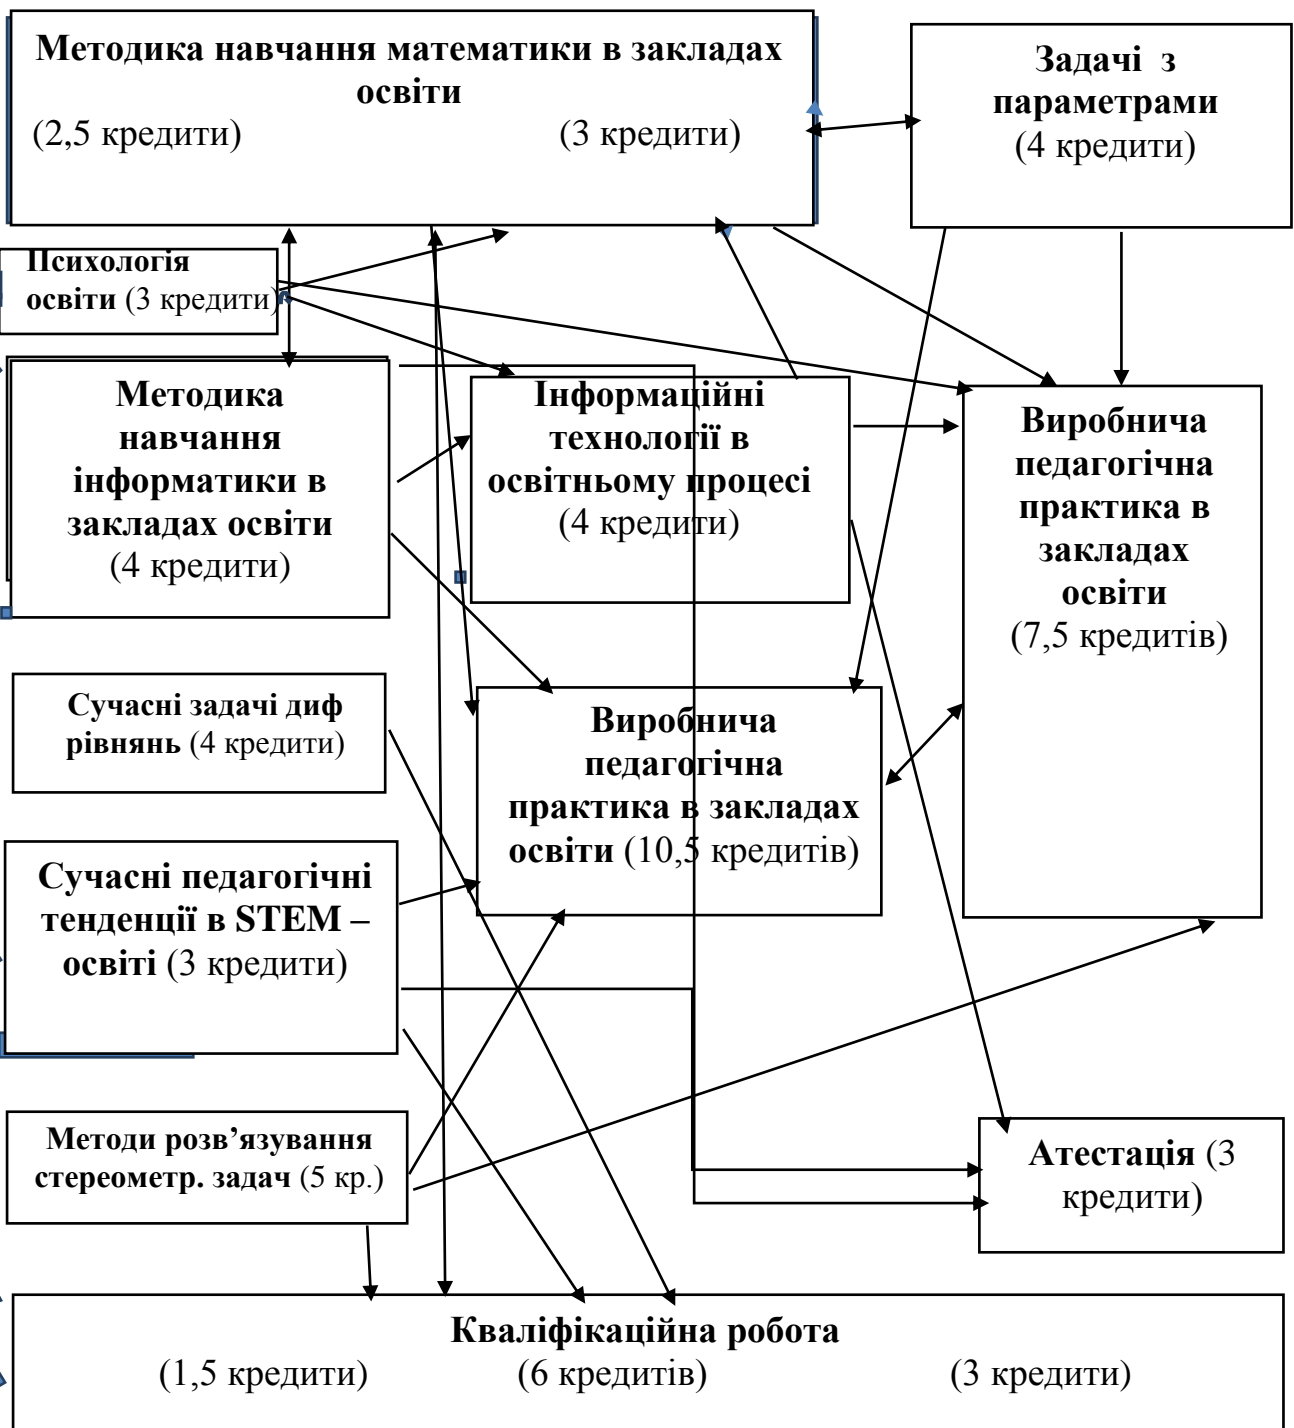 Методика навчання математики в закладах
освіти
(2,5 кредити) (3 кредити)
Задачі з
параметрами
(4 кредити)
Психологія
освіти (3 кредити)
Методика
навчання
інформатики в
закладах освіти
(4 кредити)
Інформаційні
технології в
освітньому процесі
(4 кредити)
Виробнича
педагогічна
практика в
закладах
освіти
(7,5 кредитів)
Сучасні задачі диф
рівнянь (4 кредити)
Виробнича
педагогічна
практика в закладах
освіти (10,5 кредитів)
Сучасні педагогічні
тенденції в STEM –
освіті (3 кредити)
Методи розв’язування
стереометр. задач (5 кр.)
Атестація (3
кредити)
Кваліфікаційна робота
(1,5 кредити) (6 кредитів) (3 кредити)